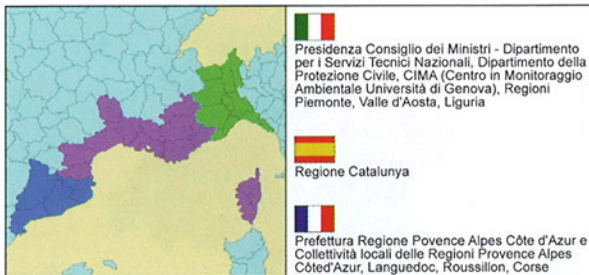 Presidenza Consiglio dei Ministri - Dipartimento
per i Servizi Tecnici Nazionali, Dipartimento della
Protezione Civile, CIMA (Centro in Monitoraggio
Ambientale Università di Genova), Regioni
Piemonte, Valle d'Aosta, Liguria
Regione Catalunya
Prefettura Regione Povence Alpes Côte d'Azur e
Collettività locali delle Regioni Provence Alpes
Côted'Azur, Languedoc, Roussillon, Corse